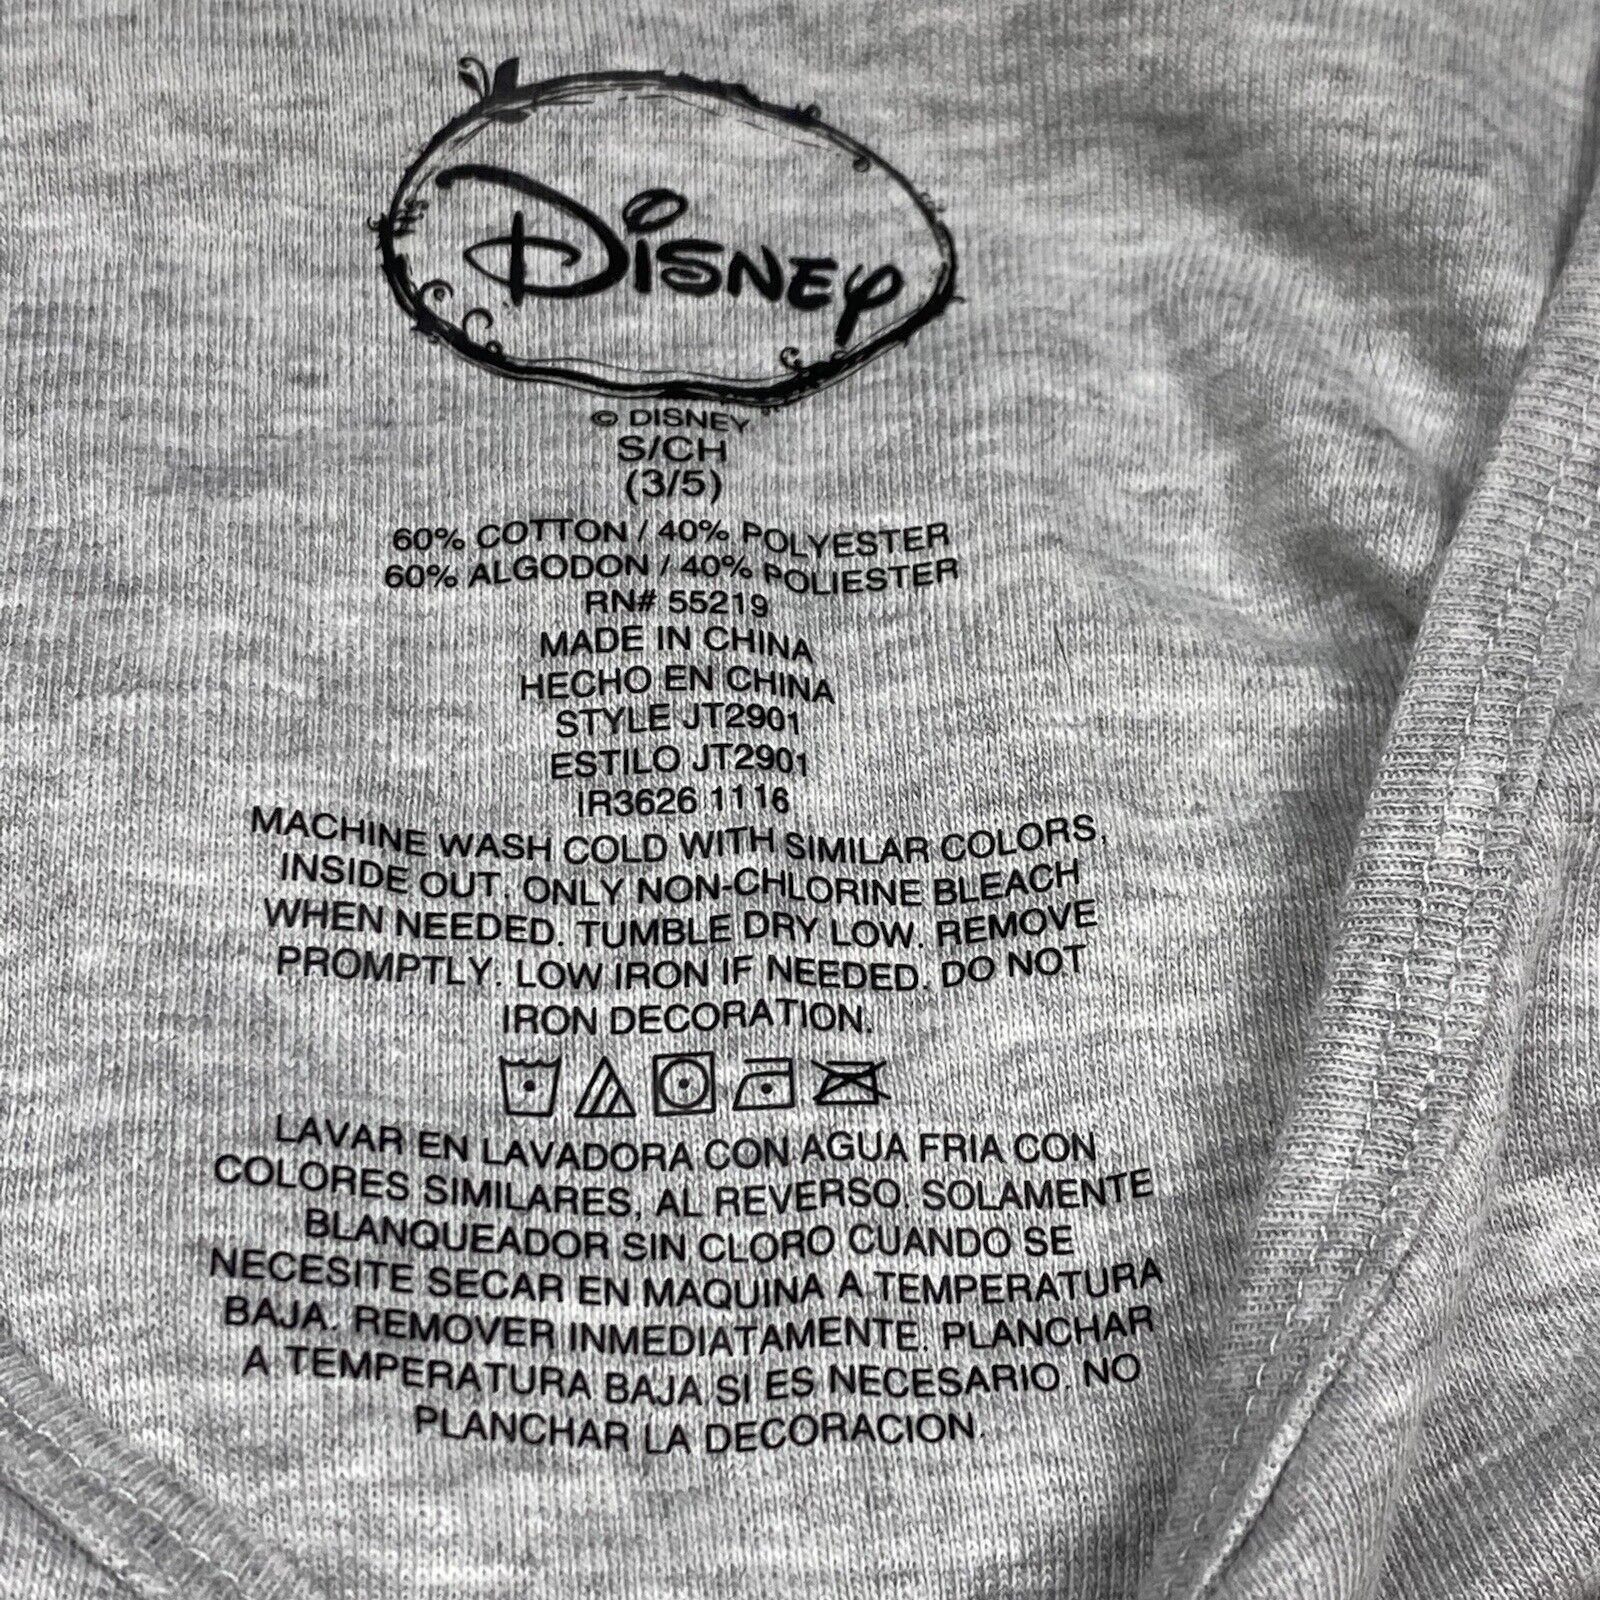 DISNEY
© DISNEY
S/CH
(3/5)
60% COTTON / 40% POLYESTER
60% ALGODON / 40% POLIESTER
RN# 55219
MADE IN CHINA
HECHO EN CHINA
STYLE JT2901
ESTILO JT2901
IR3626 1116
MACHINE WASH COLD WITH SIMILAR COLORS,
INSIDE OUT. ONLY NON-CHLORINE BLEACH
WHEN NEEDED. TUMBLE DRY LOW. REMOVE
PROMPTLY. LOW IRON IF NEEDED. DO NOT
IRON DECORATION.
LAVAR EN LAVADORA CON AGUA FRIA CON
COLORES SIMILARES, AL REVERSO. SOLAMENTE
BLANQUEADOR SIN CLORO CUANDO SE
NECESITE SECAR EN MAQUINA A TEMPERATURA
BAJA. REMOVER INMEDIATAMENTE. PLANCHAR
A TEMPERATURA BAJA SI ES NECESARIO. NO
PLANCHAR LA DECORACION.